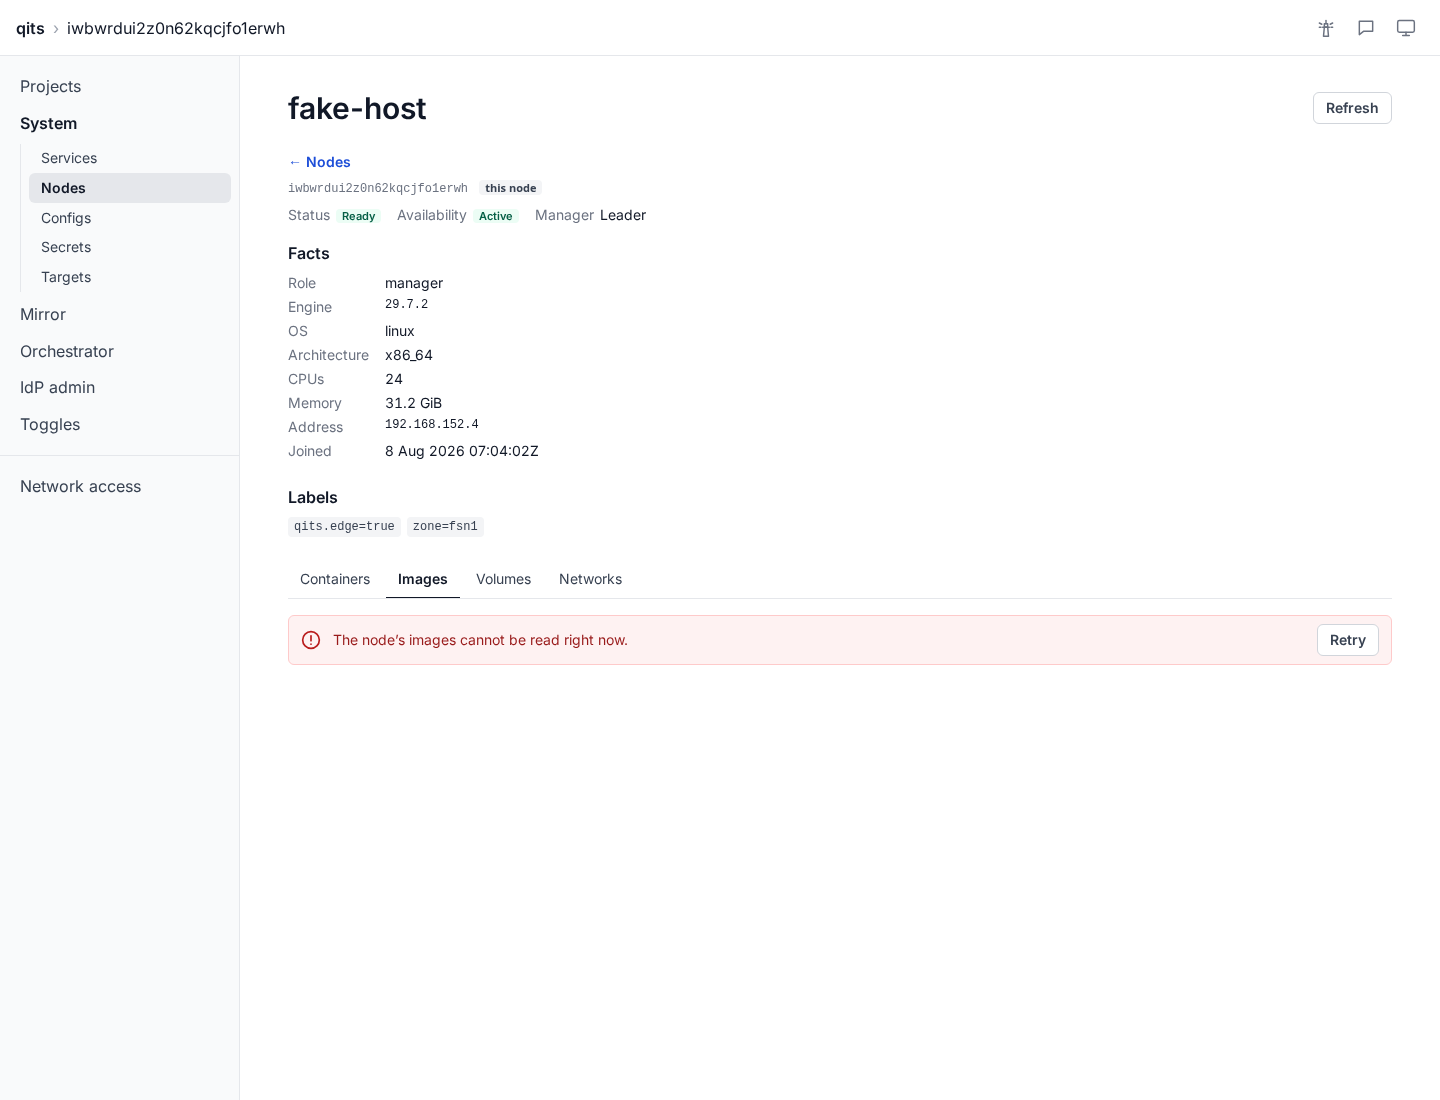 qits › iwbwrdui2z0n62kqcjfo1erwh
Projects
System
Services
Nodes
Configs
Secrets
Targets
Mirror
Orchestrator
IdP admin
Toggles
Network access
fake-host
Refresh
← Nodes
iwbwrdui2z0n62kqcjfo1erwh this node
Status Ready Availability Active Manager Leader
Facts
Role manager
Engine 29.7.2
OS linux
Architecture x86_64
CPUs 24
Memory 31.2 GiB
Address 192.168.152.4
Joined 8 Aug 2026 07:04:02Z
Labels
qits.edge=true zone=fsn1
Containers Images Volumes Networks
The node’s images cannot be read right now.
Retry